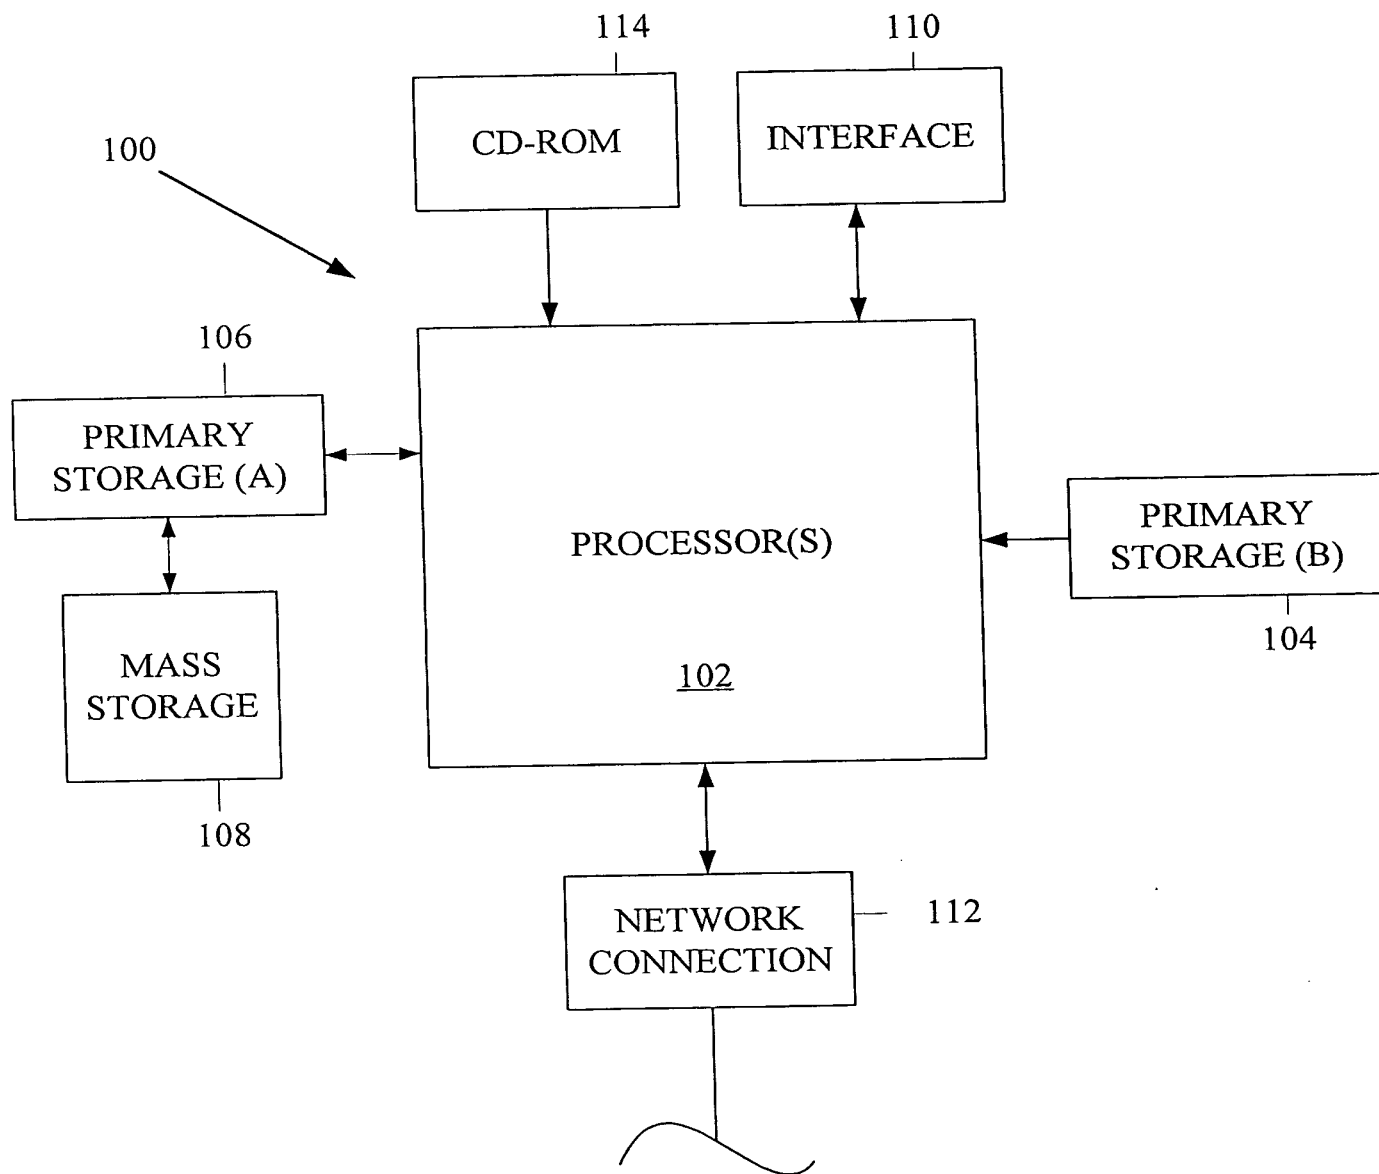 114
110
CD-ROM
INTERFACE
100
106
PRIMARY
STORAGE (A)
PROCESSOR(S)
PRIMARY
STORAGE (B)
104
MASS
STORAGE
102
108
NETWORK
CONNECTION
112